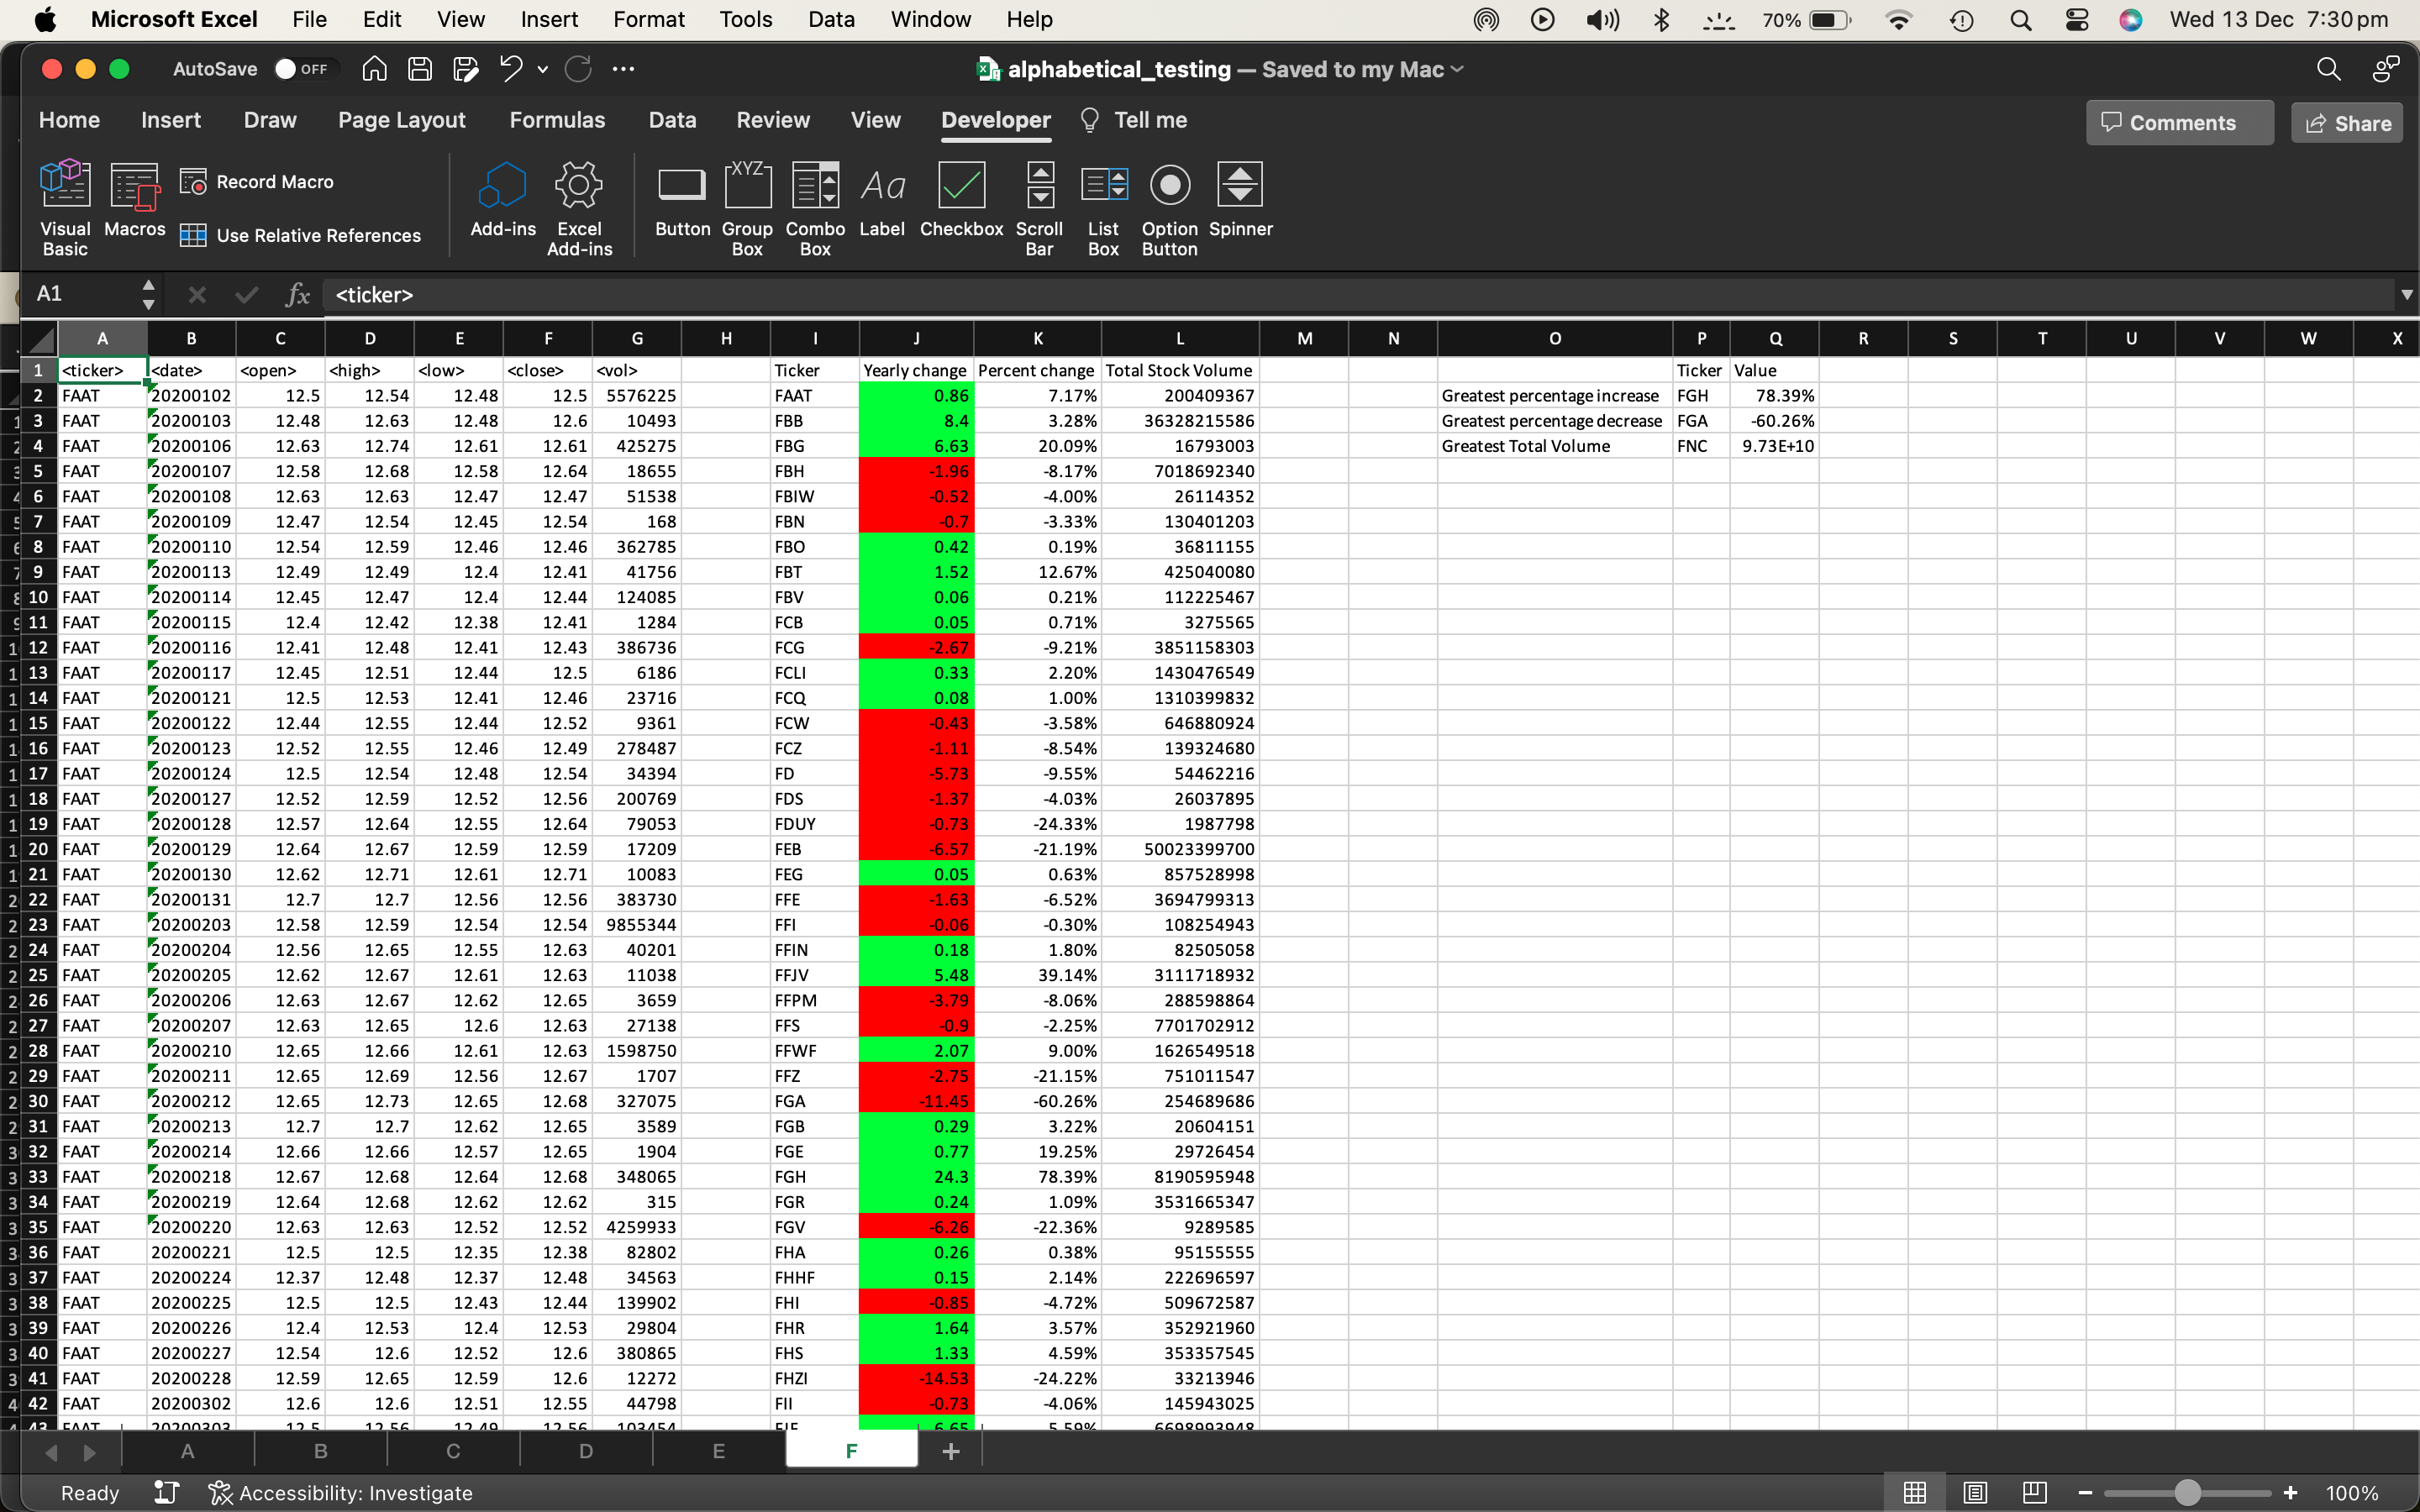 Microsoft Excel File Edit View Insert Format Tools Data Window Help 70% Wed 13 Dec 7:30 pm
AutoSave OFF alphabetical_testing — Saved to my Mac
Home Insert Draw Page Layout Formulas Data Review View Developer Tell me Comments Share
Visual Basic Macros Record Macro Use Relative References Add-ins Excel Add-ins Button XYZ Group Box Combo Box Aa Label Checkbox Scroll Bar List Box Option Button Spinner
A1 fx <ticker>
A B C D E F G H I J K L M N O P Q R S T U V W X
1 <ticker> <date> <open> <high> <low> <close> <vol> Ticker Yearly change Percent change Total Stock Volume Ticker Value
2 FAAT 20200102 12.5 12.54 12.48 12.5 5576225 FAAT 0.86 7.17% 200409367 Greatest percentage increase FGH 78.39%
3 FAAT 20200103 12.48 12.63 12.48 12.6 10493 FBB 8.4 3.28% 36328215586 Greatest percentage decrease FGA -60.26%
4 FAAT 20200106 12.63 12.74 12.61 12.61 425275 FBG 6.63 20.09% 16793003 Greatest Total Volume FNC 9.73E+10
5 FAAT 20200107 12.58 12.68 12.58 12.64 18655 FBH -1.96 -8.17% 7018692340
6 FAAT 20200108 12.63 12.63 12.47 12.47 51538 FBIW -0.52 -4.00% 26114352
7 FAAT 20200109 12.47 12.54 12.45 12.54 168 FBN -0.7 -3.33% 130401203
8 FAAT 20200110 12.54 12.59 12.46 12.46 362785 FBO 0.42 0.19% 36811155
9 FAAT 20200113 12.49 12.49 12.4 12.41 41756 FBT 1.52 12.67% 425040080
10 FAAT 20200114 12.45 12.47 12.4 12.44 124085 FBV 0.06 0.21% 112225467
11 FAAT 20200115 12.4 12.42 12.38 12.41 1284 FCB 0.05 0.71% 3275565
12 FAAT 20200116 12.41 12.48 12.41 12.43 386736 FCG -2.67 -9.21% 3851158303
13 FAAT 20200117 12.45 12.51 12.44 12.5 6186 FCLI 0.33 2.20% 1430476549
14 FAAT 20200121 12.5 12.53 12.41 12.46 23716 FCQ 0.08 1.00% 1310399832
15 FAAT 20200122 12.44 12.55 12.44 12.52 9361 FCW -0.43 -3.58% 646880924
16 FAAT 20200123 12.52 12.55 12.46 12.49 278487 FCZ -1.11 -8.54% 139324680
17 FAAT 20200124 12.5 12.54 12.48 12.54 34394 FD -5.73 -9.55% 54462216
18 FAAT 20200127 12.52 12.59 12.52 12.56 200769 FDS -1.37 -4.03% 26037895
19 FAAT 20200128 12.57 12.64 12.55 12.64 79053 FDUY -0.73 -24.33% 1987798
20 FAAT 20200129 12.64 12.67 12.59 12.59 17209 FEB -6.57 -21.19% 50023399700
21 FAAT 20200130 12.62 12.71 12.61 12.71 10083 FEG 0.05 0.63% 857528998
22 FAAT 20200131 12.7 12.7 12.56 12.56 383730 FFE -1.63 -6.52% 3694799313
23 FAAT 20200203 12.58 12.59 12.54 12.54 9855344 FFI -0.06 -0.30% 108254943
24 FAAT 20200204 12.56 12.65 12.55 12.63 40201 FFIN 0.18 1.80% 82505058
25 FAAT 20200205 12.62 12.67 12.61 12.63 11038 FFJV 5.48 39.14% 3111718932
26 FAAT 20200206 12.63 12.67 12.62 12.65 3659 FFPM -3.79 -8.06% 288598864
27 FAAT 20200207 12.63 12.65 12.6 12.63 27138 FFS -0.9 -2.25% 7701702912
28 FAAT 20200210 12.65 12.66 12.61 12.63 1598750 FFWF 2.07 9.00% 1626549518
29 FAAT 20200211 12.65 12.69 12.56 12.67 1707 FFZ -2.75 -21.15% 751011547
30 FAAT 20200212 12.65 12.73 12.65 12.68 327075 FGA -11.45 -60.26% 254689686
31 FAAT 20200213 12.7 12.7 12.62 12.65 3589 FGB 0.29 3.22% 20604151
32 FAAT 20200214 12.66 12.66 12.57 12.65 1904 FGE 0.77 19.25% 29726454
33 FAAT 20200218 12.67 12.68 12.64 12.68 348065 FGH 24.3 78.39% 8190595948
34 FAAT 20200219 12.64 12.68 12.62 12.62 315 FGR 0.24 1.09% 3531665347
35 FAAT 20200220 12.63 12.63 12.52 12.52 4259933 FGV -6.26 -22.36% 9289585
36 FAAT 20200221 12.5 12.5 12.35 12.38 82802 FHA 0.26 0.38% 95155555
37 FAAT 20200224 12.37 12.48 12.37 12.48 34563 FHHF 0.15 2.14% 222696597
38 FAAT 20200225 12.5 12.5 12.43 12.44 139902 FHI -0.85 -4.72% 509672587
39 FAAT 20200226 12.4 12.53 12.4 12.53 29804 FHR 1.64 3.57% 352921960
40 FAAT 20200227 12.54 12.6 12.52 12.6 380865 FHS 1.33 4.59% 353357545
41 FAAT 20200228 12.59 12.65 12.59 12.6 12272 FHZI -14.53 -24.22% 33213946
42 FAAT 20200302 12.6 12.6 12.51 12.55 44798 FII -0.73 -4.06% 145943025
43 FAAT 20200303 12.5 12.56 12.49 12.56 103454 6.65 5.59% 6698993948
A B C D E F +
Ready Accessibility: Investigate 100%